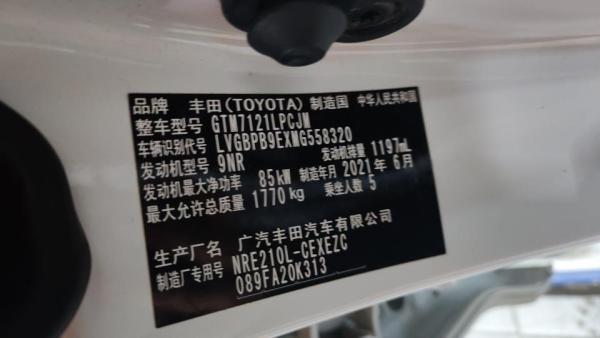 品牌 丰田(TOYOTA) 制造国 中华人民共和国
整车型号 GTM7121LPCJM
车辆识别代号 LVGBPB9EXMG558320
发动机型号 9NR 发动机排量 1197mL
发动机最大净功率 85kW 制造年月 2021年6月
最大允许总质量 1770kg 乘坐人数 5
生产厂名 广汽丰田汽车有限公司
制造厂专用号 NRE210L-CEXEZC
089FA20K313